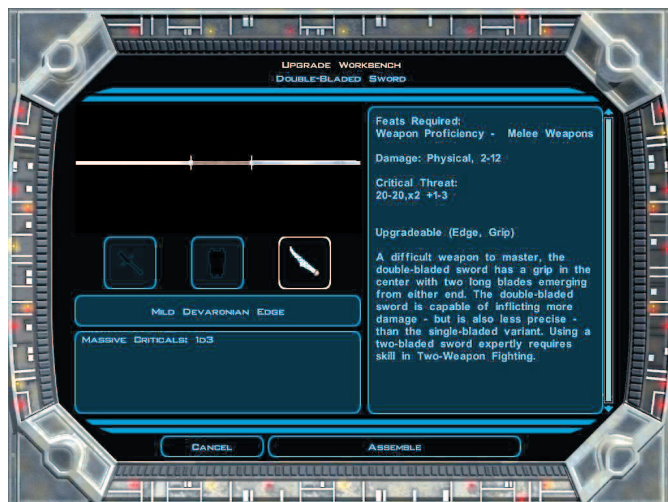 Upgrade Workbench
Double-Bladed Sword
Feats Required:
Weapon Proficiency - Melee Weapons
Damage: Physical, 2-12
Critical Threat:
20-20,x2 +1-3
Upgradeable (Edge, Grip)
A difficult weapon to master, the
double-bladed sword has a grip in the
center with two long blades emerging
from either end. The double-bladed
sword is capable of inflicting more
damage - but is also less precise -
than the single-bladed variant. Using a
two-bladed sword expertly requires
skill in Two-Weapon Fighting.
Mild Devaronian Edge
Massive Criticals: 1d3
Cancel
Assemble